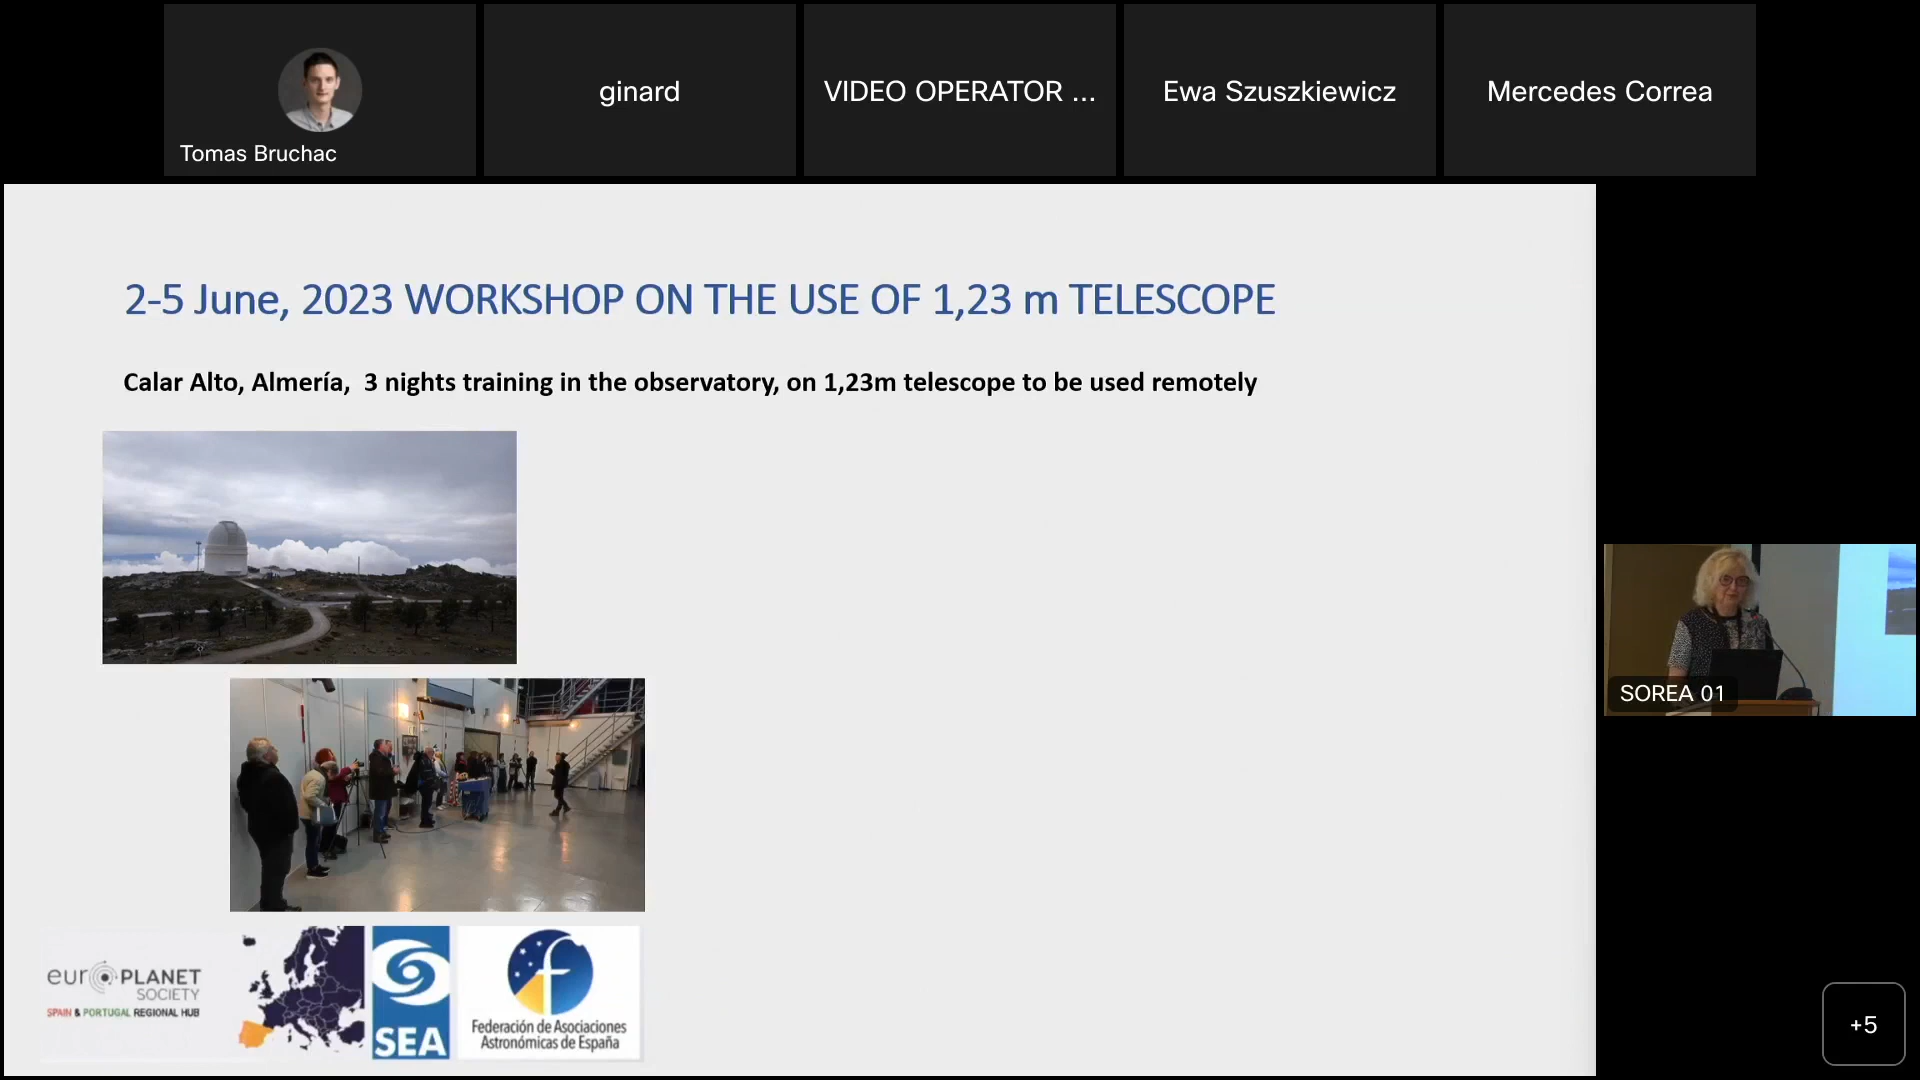 Tomas Bruchac
ginard
VIDEO OPERATOR ...
Ewa Szuszkiewicz
Mercedes Correa
2-5 June, 2023 WORKSHOP ON THE USE OF 1,23 m TELESCOPE
Calar Alto, Almería, 3 nights training in the observatory, on 1,23m telescope to be used remotely
SOREA 01
eur PLANET
SOCIETY
SPAIN & PORTUGAL REGIONAL HUB
SEA
f
Federación de Asociaciones
Astronómicas de España
+5